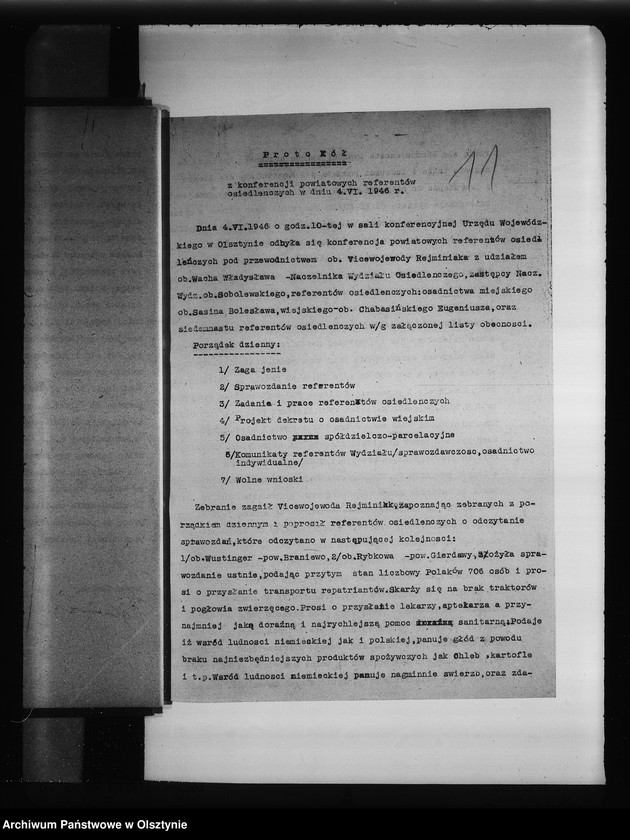 P r o t o k ó ł
11
z konferencji powiatowych referentów
osiedleńczych w dniu 4.VI. 1946 r.
Dnia 4.VI.1946 o godz.10-tej w sali konferencyjnej Urzędu Wojewódz-
kiego w Olsztynie odbyła się konferencja powiatowych referentów osiedl
leńczych pod przewodnictwem ob. Vicewojewody Rejminiaka z udziałem
ob.Wacha Władysława -Naczelnika Wydziału Osiedleńczego,zastępcy Nacz.
Wydz.ob.Sobolewskiego,referentów osiedleńczych:osadnictwa miejskiego
ob.Sasina Bolesława,wiejskiego-ob. Chabasińskiego Eugeniusza,oraz
siedemnastu referentów osiedleńczych w/g załączonej listy obecności.
Porządek dzienny:
1/ Zaga jenie
2/ Sprawozdanie referentów
3/ Zadania i prace referentów osiedleńczych
4/ Projekt dekretu o osadnictwie wiejskim
5/ Osadnictwo spółdzielczo-parcelacyjne
6/Komunikaty referentów Wydziału/sprawozdawczosc,osadnictwo
indywidualne/
7/ Wolne wnioski
Zebranie zagaił Vicewojewoda Rejminiak,zapoznając zebranych z po-
rządkiem dziennym i poprosił referentów osiedleńczych o odczytanie
sprawozdań,które odczytano w następującej kolejności:
1/ob.Wustinger -pow.Braniewo,2/ob.Rybkowa -pow.Gierdawy, złożyła spra-
wozdanie ustnie,podając przytym stan liczbowy Polaków 706 osób i pro-
si o przysłanie transportu repatriantów.Skarży się na brak traktorów
i pogłowia zwierzęcego.Prosi o przysłanie lekarzy,aptekarza a przy-
najmniej jaką doraźną i najrychlejszą pomoc sanitarną.Podaje
iż wsród ludności niemieckiej jak i polskiej,panuje głód z powodu
braku najniezbędniejszych produktów spożywczych jak Chleb ,kartofle
i t.p.Wsród ludności niemieckiej panuje nagminnie swierzb,oraz zda-
Archiwum Państwowe w Olsztynie